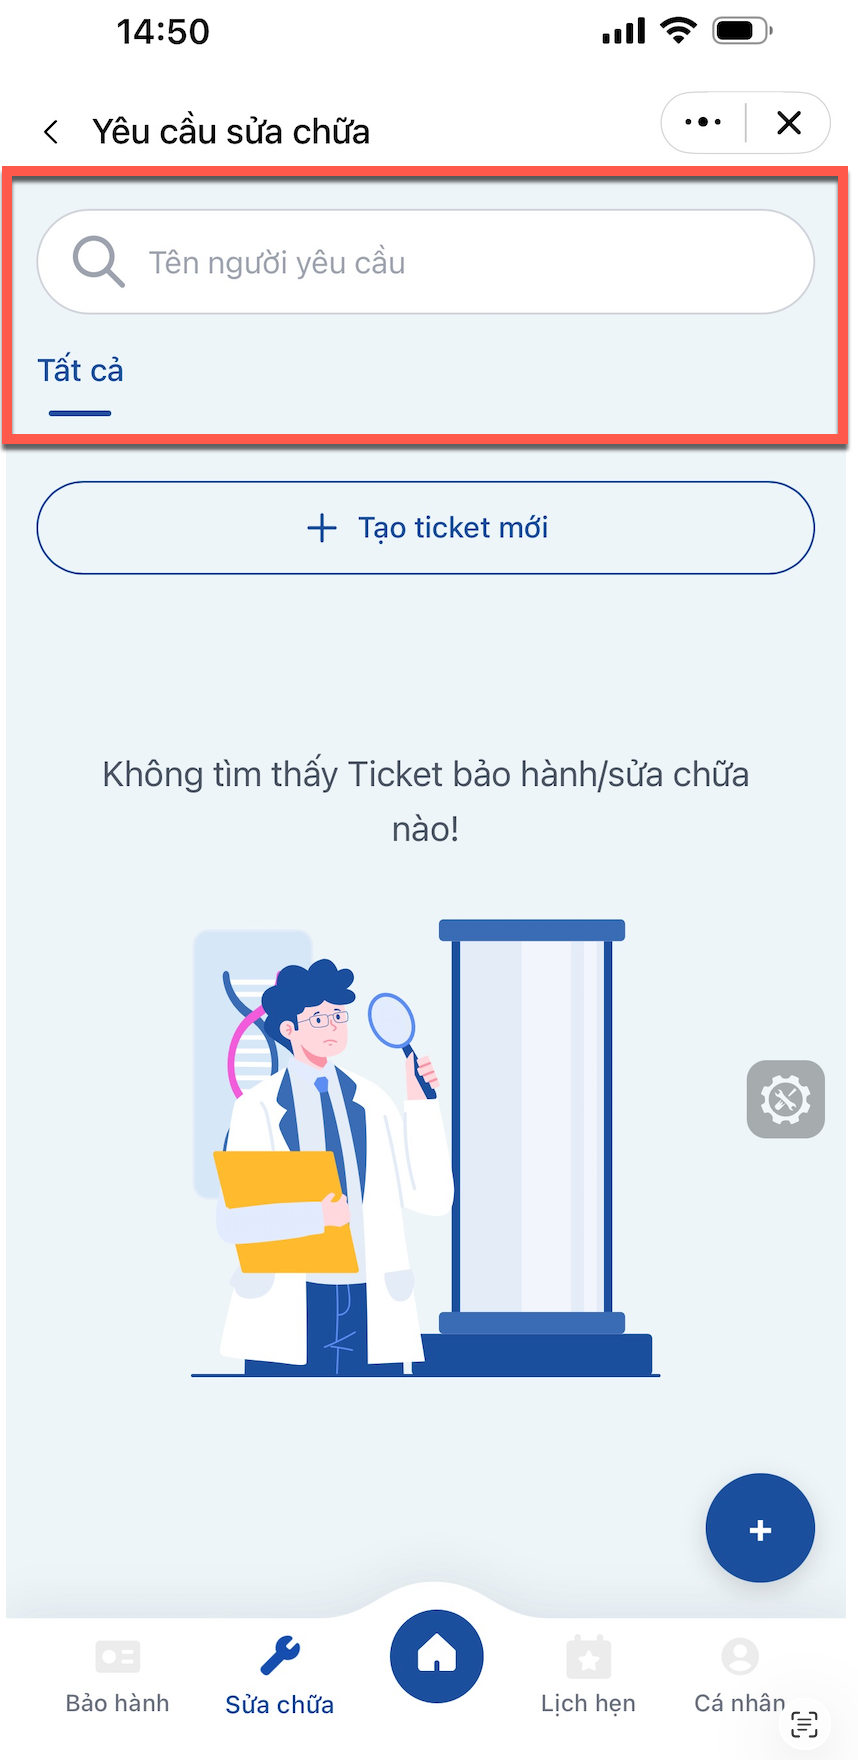 14:50
Yêu cầu sửa chữa
Tên người yêu cầu
Tất cả
+ Tạo ticket mới
Không tìm thấy Ticket bảo hành/sửa chữa
nào!
+
Bảo hành
Sửa chữa
Lịch hẹn
Cá nhân